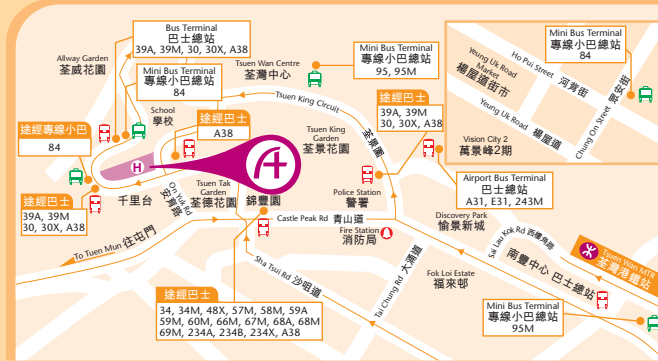 Bus Terminal
巴士總站
39A, 39M, 30, 30X, A38
Allway Garden
荃威花園
Mini Bus Terminal
專線小巴總站
84
School
學校
途經專線小巴
84
途經巴士
A38
Tsuen Wan Centre
荃灣中心
Mini Bus Terminal
專線小巴總站
95, 95M
Tsuen King Circuit
荃景圍
Tsuen King
Garden
荃景花園
途經巴士
39A, 39M
30, 30X, A38
Yeung Uk Road
Market
楊屋道街市
Ho Pui Street 河背街
Mini Bus Terminal
專線小巴總站
84
Yeung Uk Road 楊屋道
Chung On Street 眾安街
Vision City 2
萬景峰2期
H
途經巴士
39A, 39M
30, 30X, A38
千里台
On Yuk Rd
安育路
Tsuen Tak
Garden
荃德花園
錦豐園
Police Station
警署
Airport Bus Terminal
巴士總站
A31, E31, 243M
Castle Peak Rd 青山道
Fire Station
消防局
Discovery Park
愉景新城
To Tuen Mun 往屯門
Sha Tsui Rd 沙咀道
Tai Chung Rd 大涌道
Fok Loi Estate
福來邨
Sai Lau Kok Rd 西樓角路
南豐中心 巴士總站
Tsuen Wan MTR
荃灣港鐵站
途經巴士
34, 34M, 48X, 57M, 58M, 59A
59M, 60M, 66M, 67M, 68A, 68M
69M, 234A, 234B, 234X, A38
Mini Bus Terminal
專線小巴總站
95M